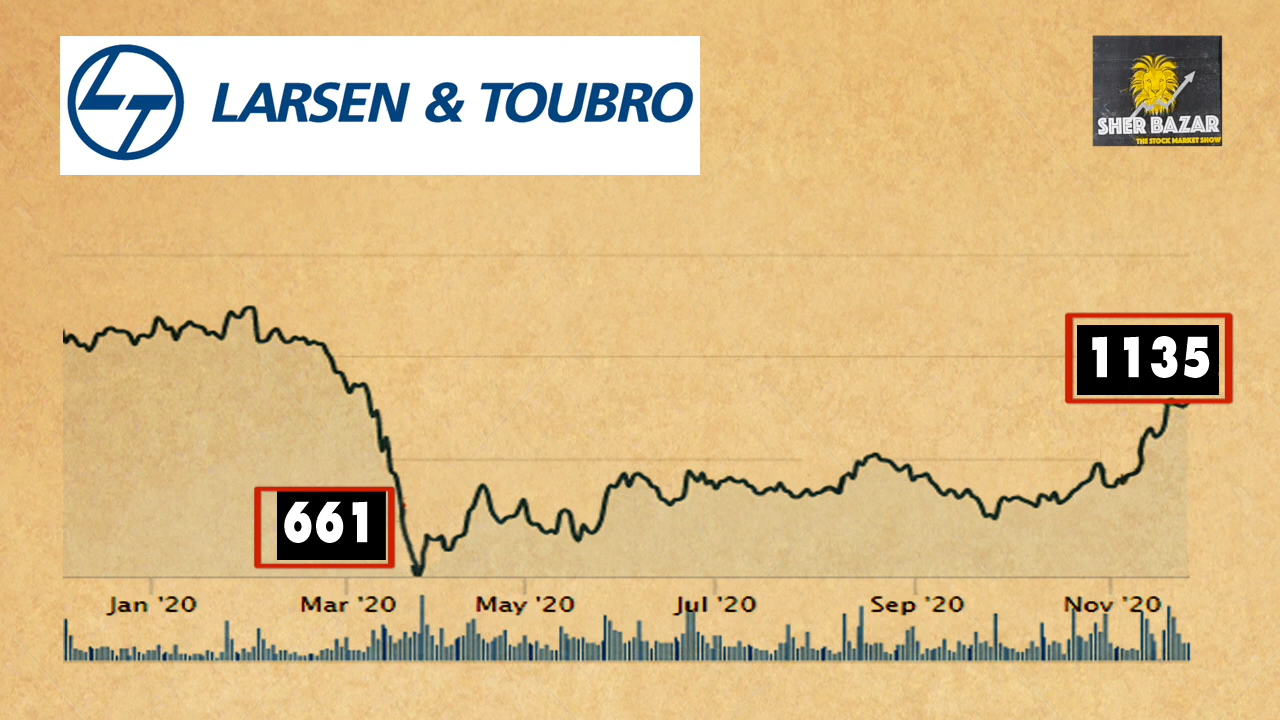 LT LARSEN & TOUBRO
SHER BAZAR
THE STOCK MARKET SHOW
1135
661
Jan '20 Mar '20 May '20 Jul '20 Sep '20 Nov '20